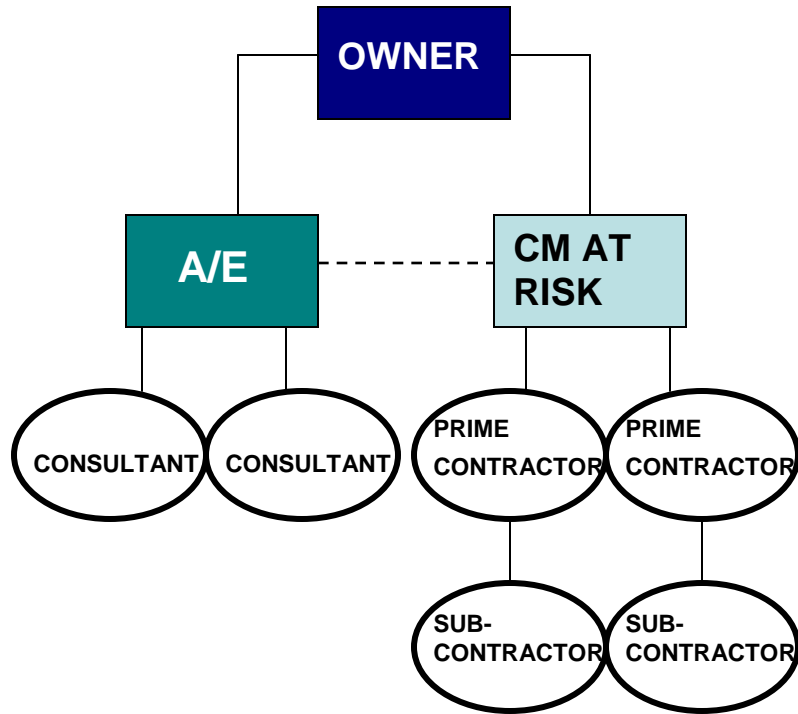 OWNER
A/E
CM AT
RISK
CONSULTANT
CONSULTANT
PRIME
CONTRACTOR
PRIME
CONTRACTOR
SUB-
CONTRACTOR
SUB-
CONTRACTOR